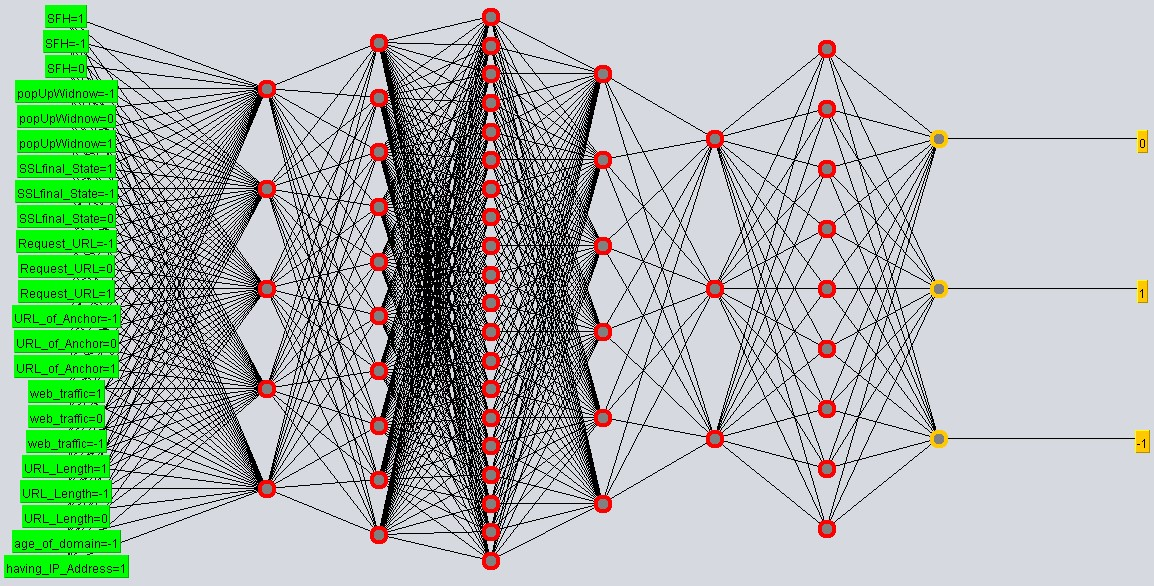 SFH=1
SFH=-1
SFH=0
popUpWidnow=-1
popUpWidnow=0
popUpWidnow=1
SSLfinal_State=1
SSLfinal_State=-1
SSLfinal_State=0
Request_URL=-1
Request_URL=0
Request_URL=1
URL_of_Anchor=-1
URL_of_Anchor=0
URL_of_Anchor=1
web_traffic=1
web_traffic=0
web_traffic=-1
URL_Length=1
URL_Length=-1
URL_Length=0
age_of_domain=-1
having_IP_Address=1
0
1
-1